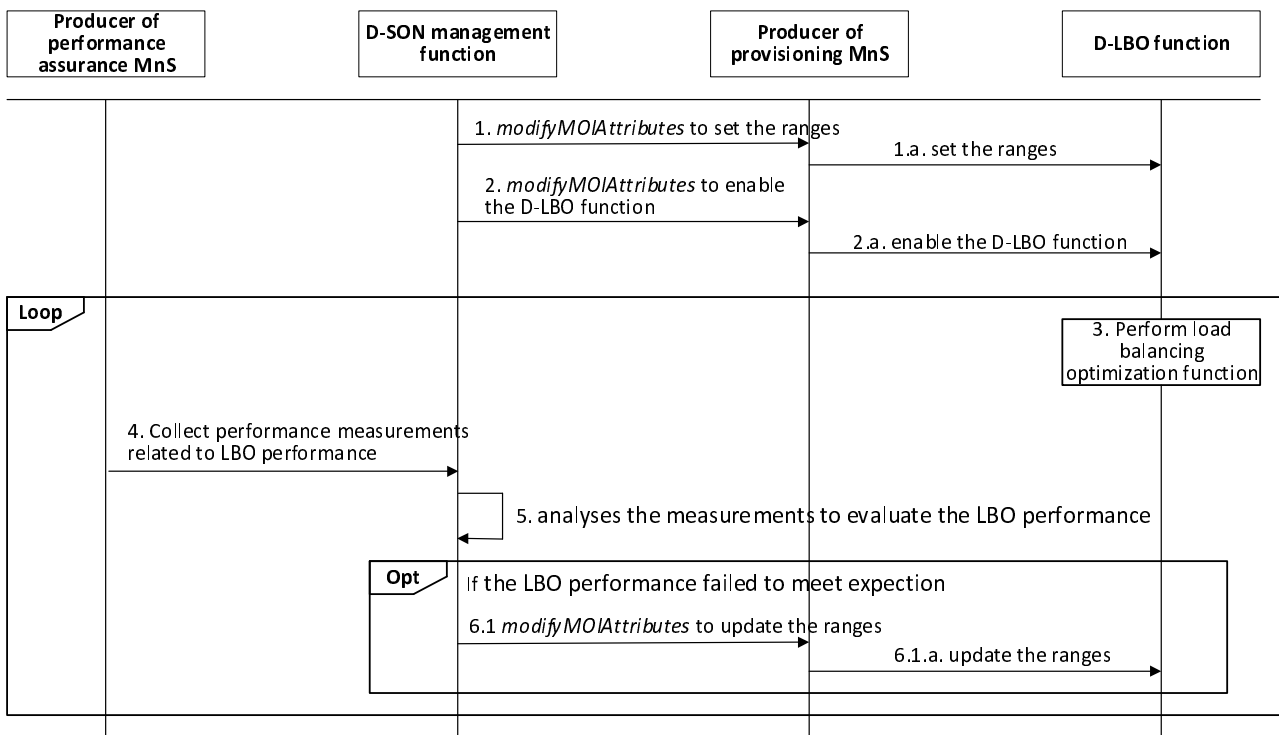 Producer of
performance
assurance MnS
D-SON management
function
Producer of
provisioning MnS
D-LBO function
1. modifyMOIAttributes to set the ranges
1.a. set the ranges
2. modifyMOIAttributes to enable
the D-LBO function
2.a. enable the D-LBO function
Loop
3. Perform load
balancing
optimization function
4. Collect performance measurements
related to LBO performance
5. analyses the measurements to evaluate the LBO performance
Opt
If the LBO performance failed to meet expection
6.1 modifyMOIAttributes to update the ranges
6.1.a. update the ranges